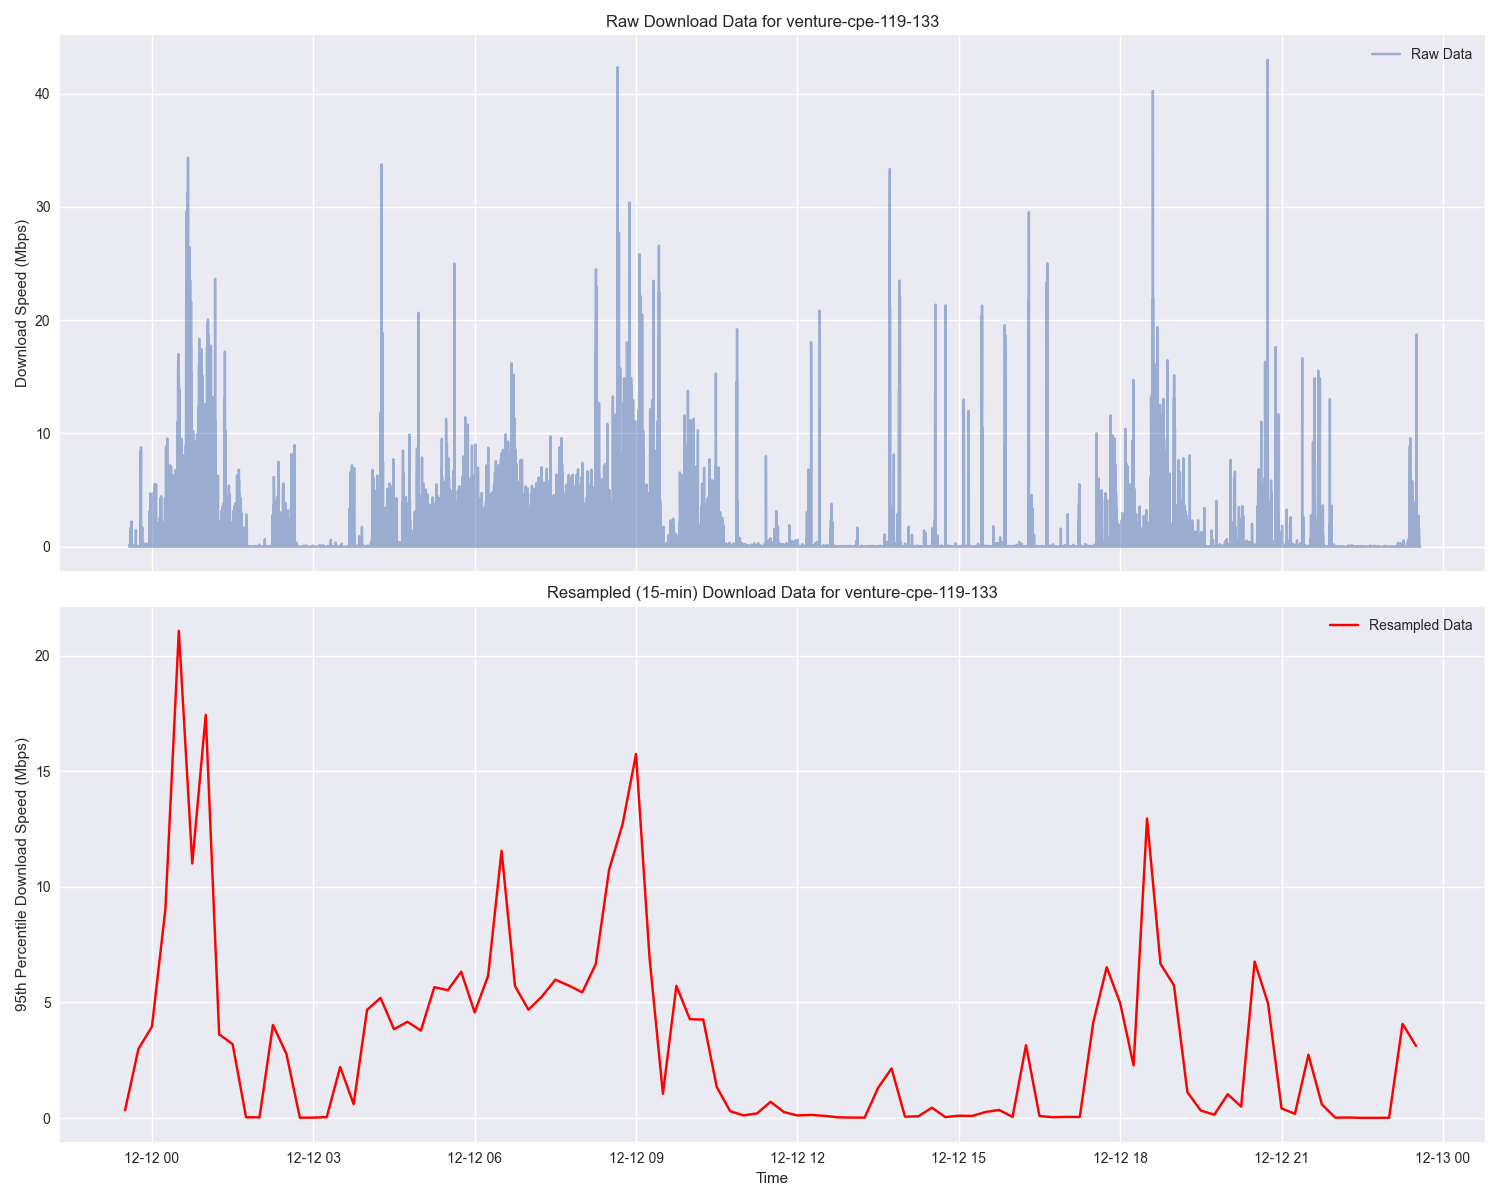 Raw Download Data for venture-cpe-119-133
Raw Data
Download Speed (Mbps)
40
30
20
10
0
Resampled (15-min) Download Data for venture-cpe-119-133
Resampled Data
95th Percentile Download Speed (Mbps)
20
15
10
5
0
12-12 00 12-12 03 12-12 06 12-12 09 12-12 12 12-12 15 12-12 18 12-12 21 12-13 00
Time